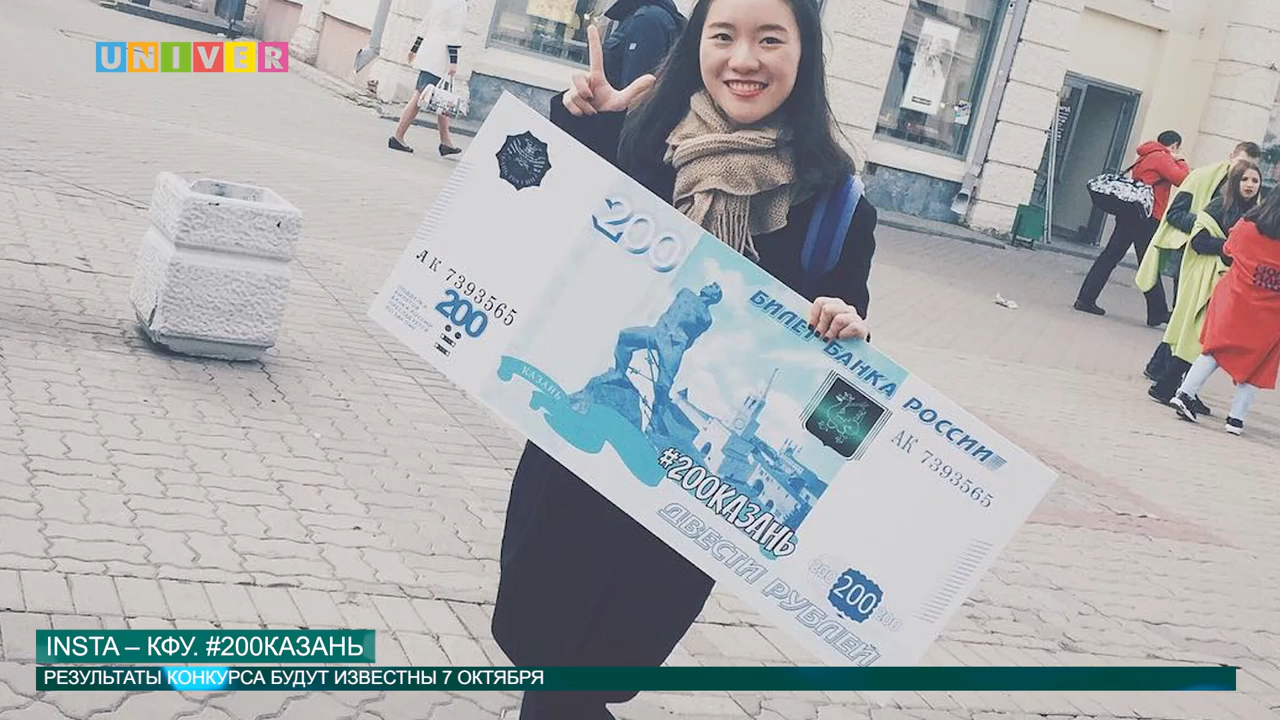 UNIVER
200
АК 7393565
200
КАЗАНЬ
БИЛЕТ БАНКА РОССИИ
АК 7393565
#200КАЗАНЬ
ДВЕСТИ РУБЛЕЙ
200
INSTA – КФУ. #200КАЗАНЬ
РЕЗУЛЬТАТЫ КОНКУРСА БУДУТ ИЗВЕСТНЫ 7 ОКТЯБРЯ